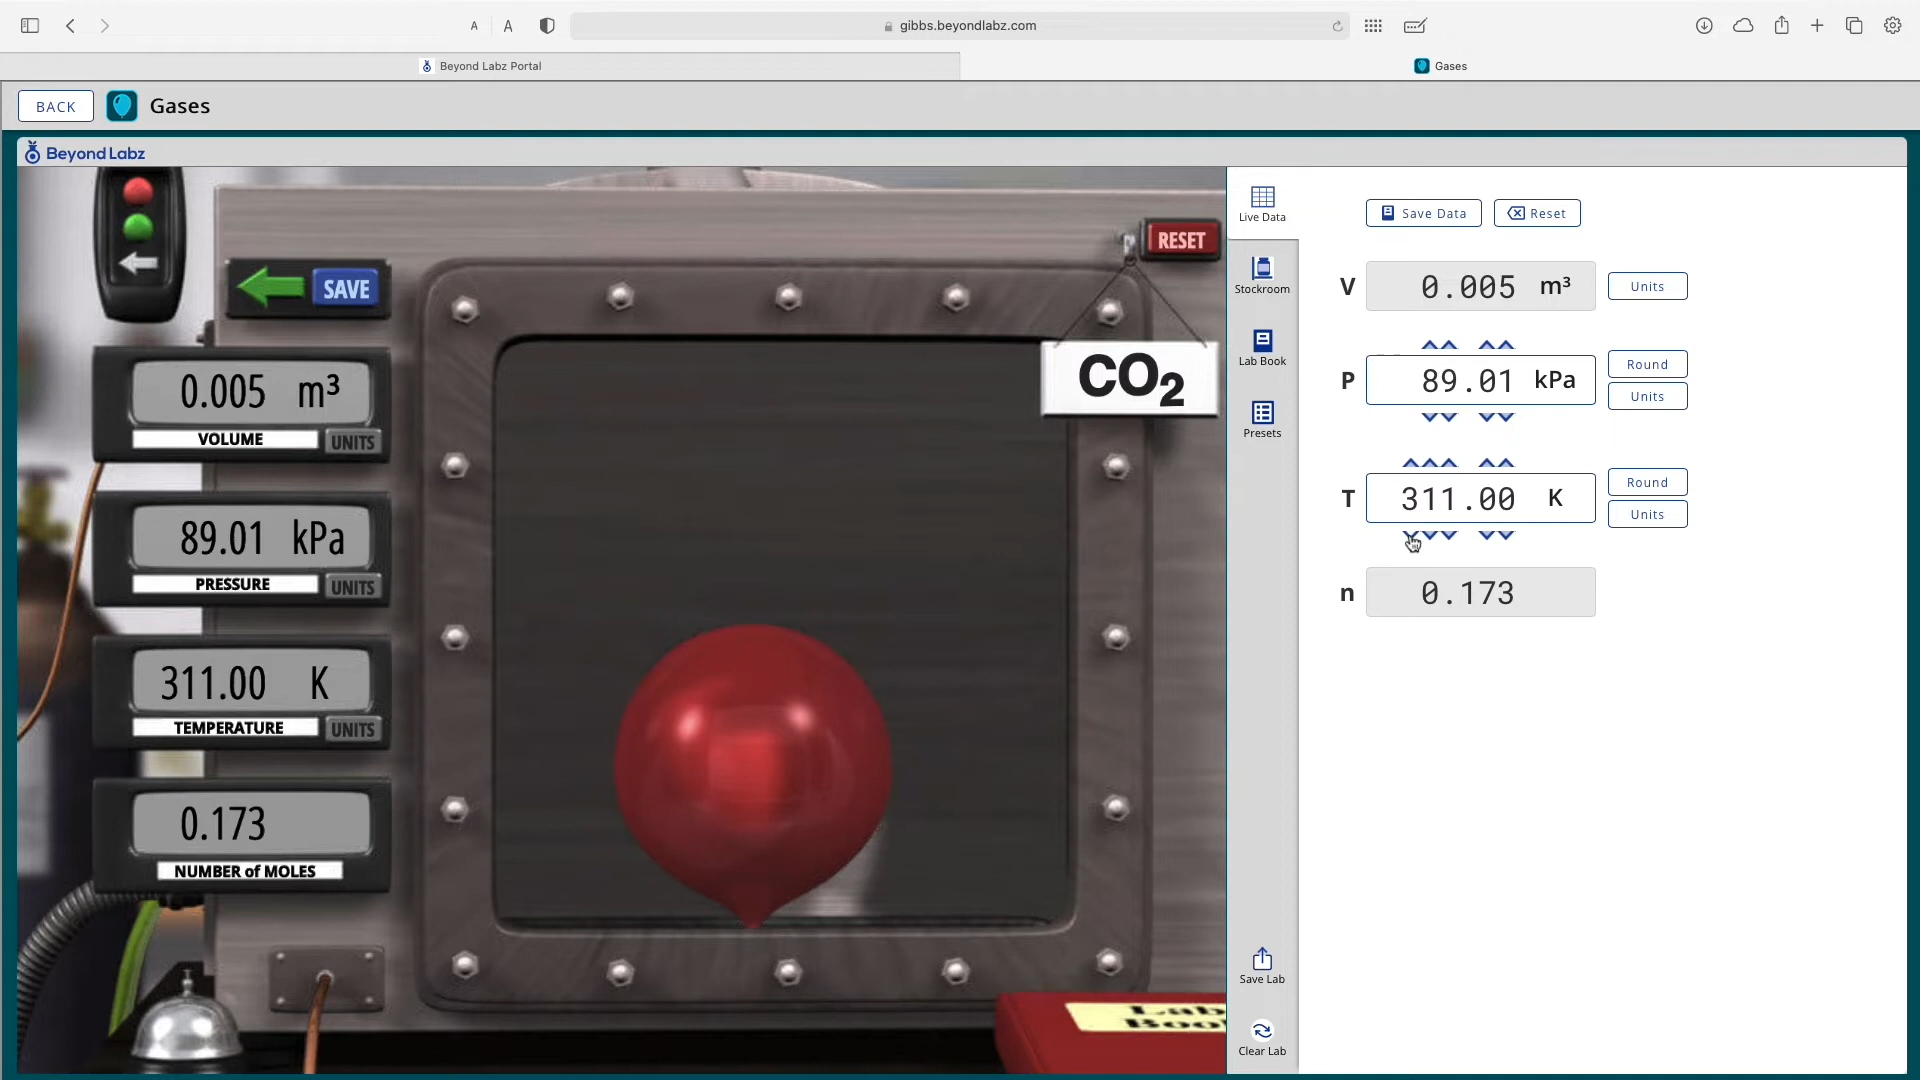 A A gibbs.beyondlabz.com
Beyond Labz Portal Gases
BACK Gases
Beyond Labz
RESET
SAVE
CO₂
0.005 m³
VOLUME UNITS
89.01 kPa
PRESSURE UNITS
311.00 K
TEMPERATURE UNITS
0.173
NUMBER of MOLES
Lab
Boo
Live Data
Stockroom
Lab Book
Presets
Save Lab
Clear Lab
Save Data Reset
V 0.005 m³ Units
P 89.01 kPa Round
Units
T 311.00 K Round
Units
n 0.173